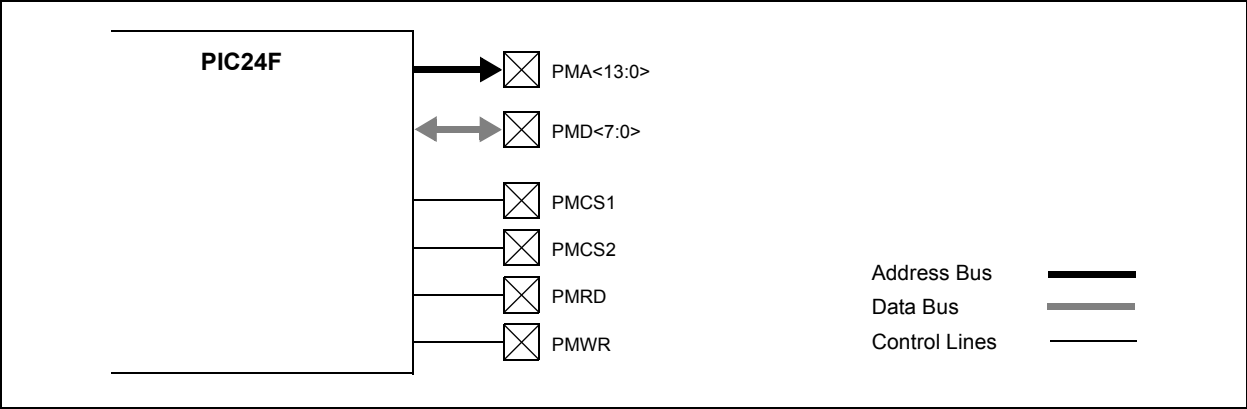 PIC24F
PMA<13:0>
PMD<7:0>
PMCS1
PMCS2
PMRD
PMWR
Address Bus
Data Bus
Control Lines